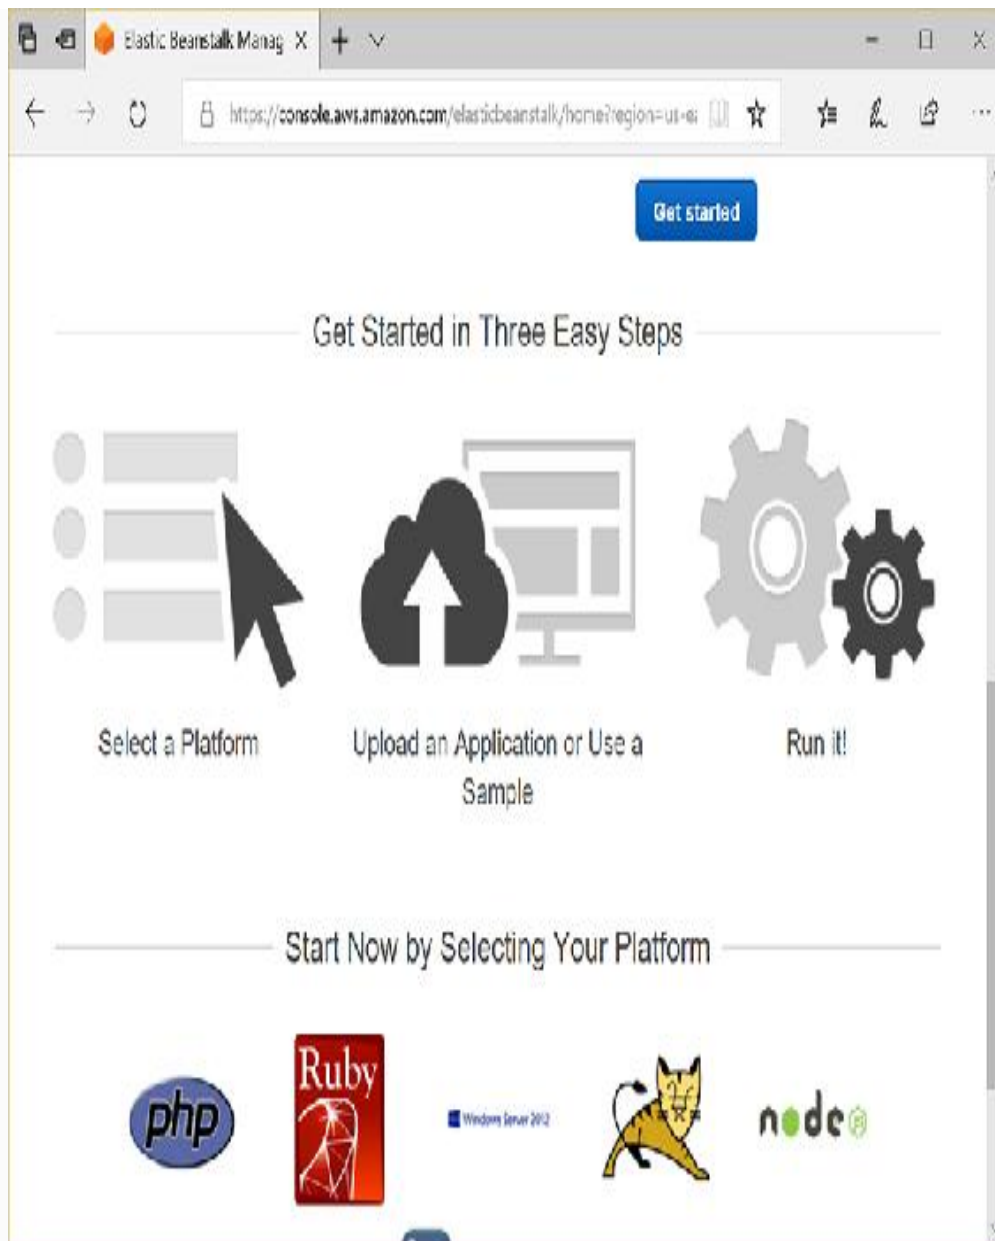 Elastic Beanstalk Manag
https://console.aws.amazon.com/elasticbeanstalk/home?region=us-ea
Get started
Get Started in Three Easy Steps
Select a Platform
Upload an Application or Use a
Sample
Run it!
Start Now by Selecting Your Platform
php
Ruby
Windows Server 2012
node